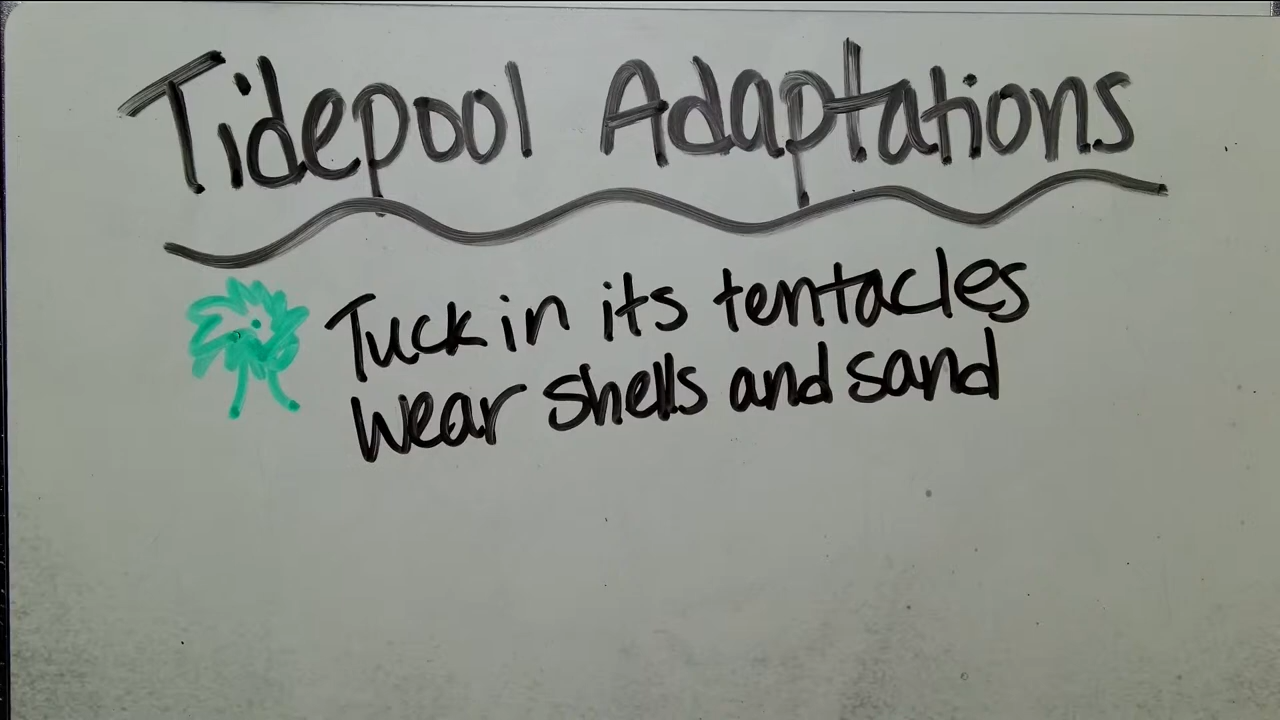 Tidepool Adaptations
Tuck in its tentacles
wear shells and sand